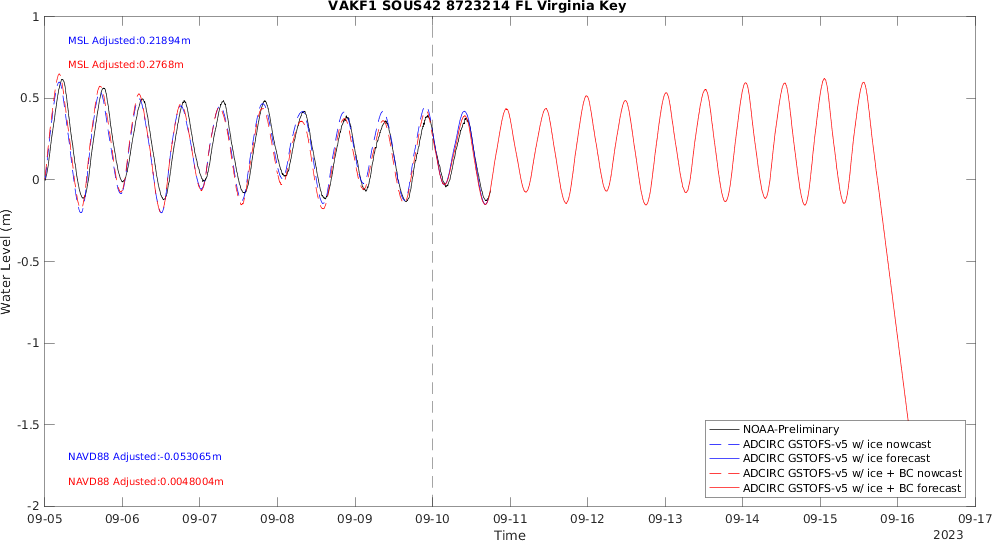 VAKF1 SOUS42 8723214 FL Virginia Key
1
MSL Adjusted:0.21894m
MSL Adjusted:0.2768m
0.5
0
-0.5
-1
-1.5
-2
Water Level (m)
NAVD88 Adjusted:-0.053065m
NAVD88 Adjusted:0.0048004m
NOAA-Preliminary
ADCIRC GSTOFS-v5 w/ ice nowcast
ADCIRC GSTOFS-v5 w/ ice forecast
ADCIRC GSTOFS-v5 w/ ice + BC nowcast
ADCIRC GSTOFS-v5 w/ ice + BC forecast
09-05 09-06 09-07 09-08 09-09 09-10 09-11 09-12 09-13 09-14 09-15 09-16 09-17
Time
2023